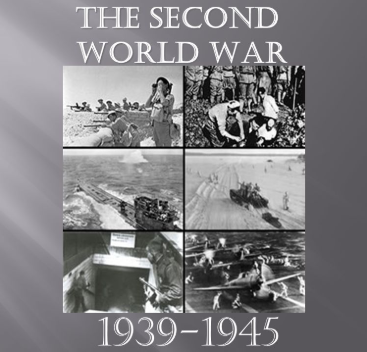 THE SECOND
WORLD WAR
1939-1945